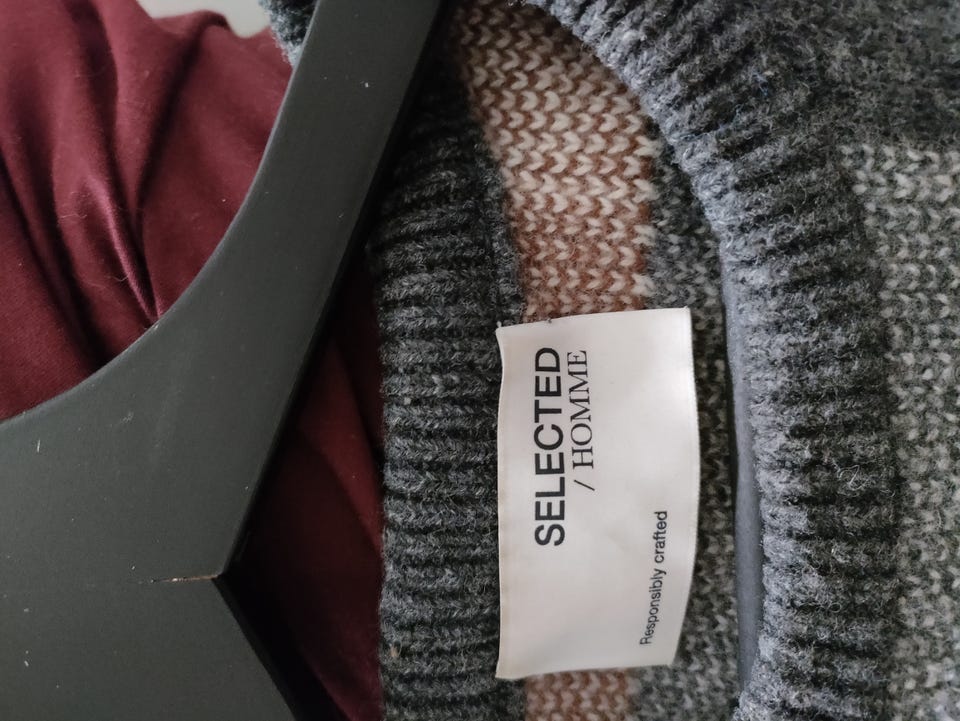 SELECTED
/ HOMME
Responsibly crafted